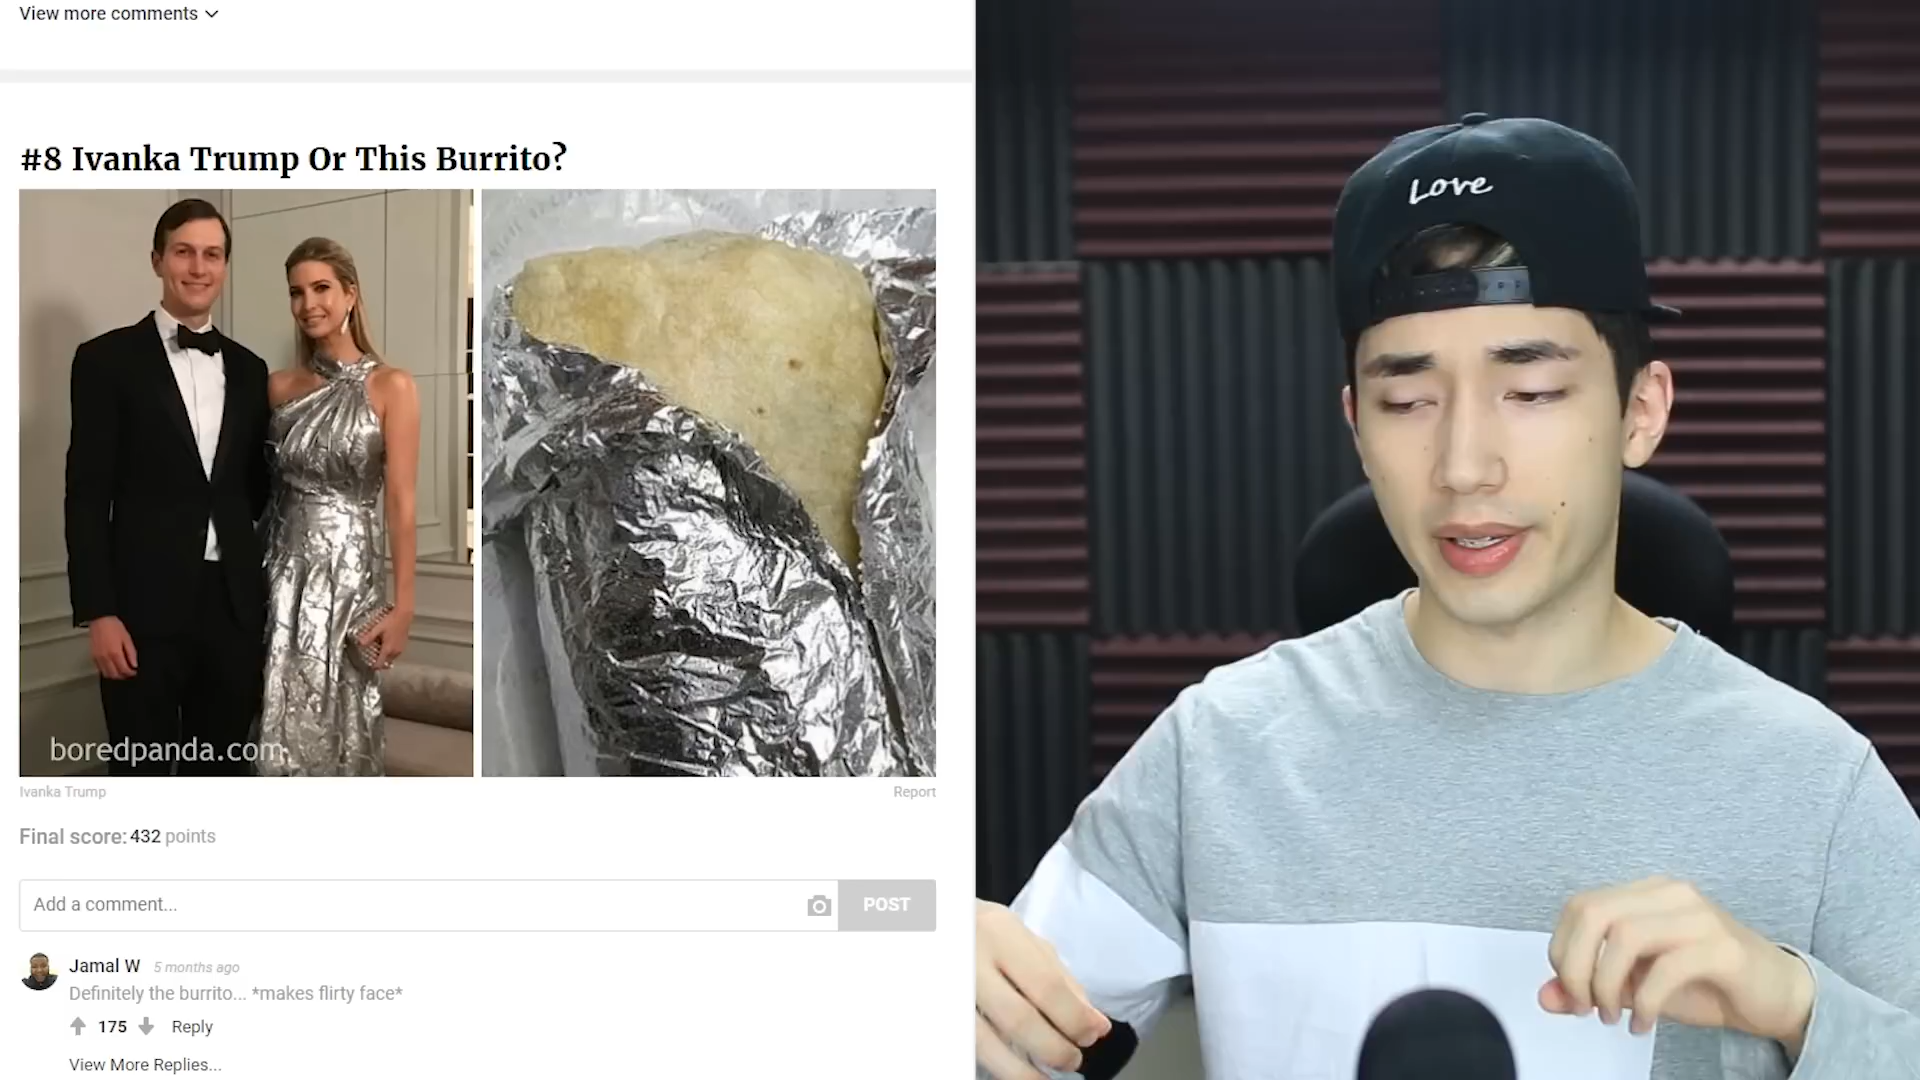 View more comments
#8 Ivanka Trump Or This Burrito?
boredpanda.com
Ivanka Trump
Report
Final score: 432 points
Add a comment...
POST
Jamal W 5 months ago
Definitely the burrito... *makes flirty face*
175 Reply
View More Replies...
Love